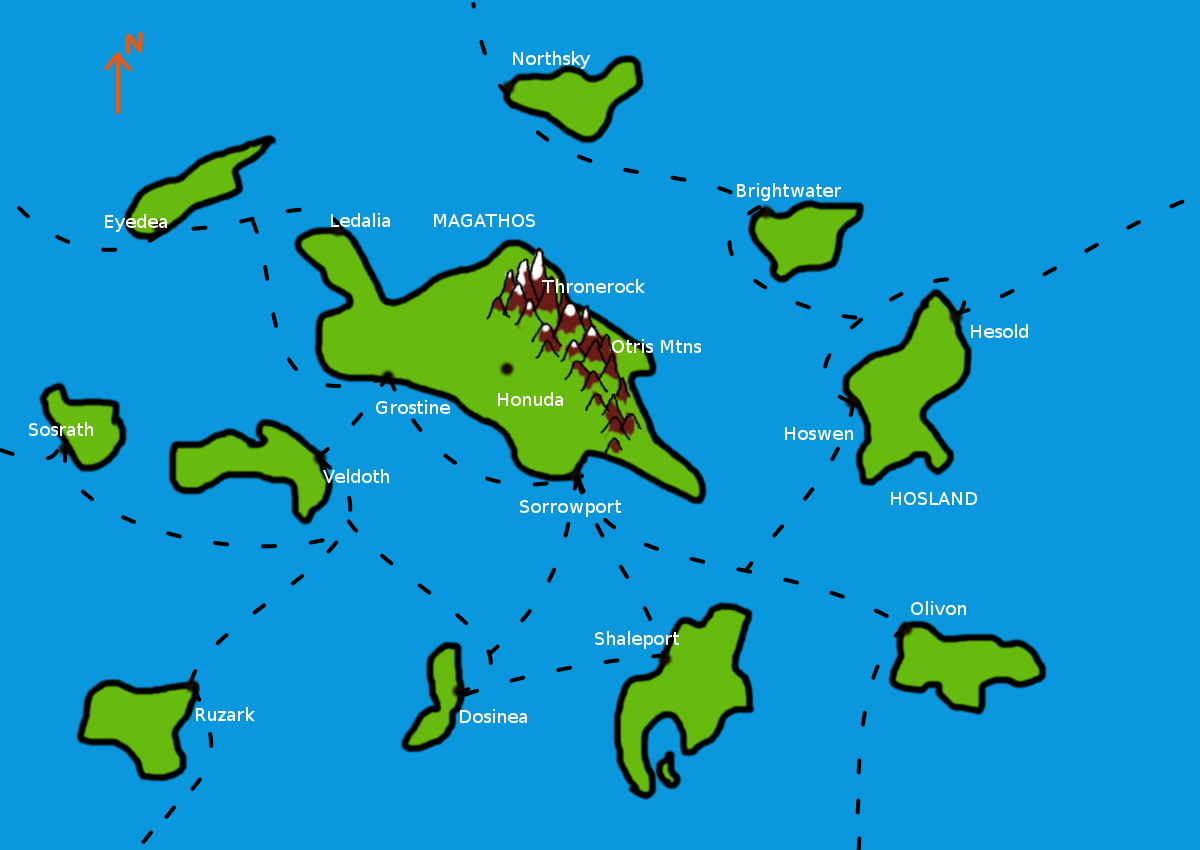 N
Northsky
Brightwater
Eyedea
Ledalia
MAGATHOS
Thronerock
Hesold
Otris Mtns
Honuda
Grostine
Sosrath
Hoswen
Veldoth
HOSLAND
Sorrowport
Olivon
Shaleport
Ruzark
Dosinea